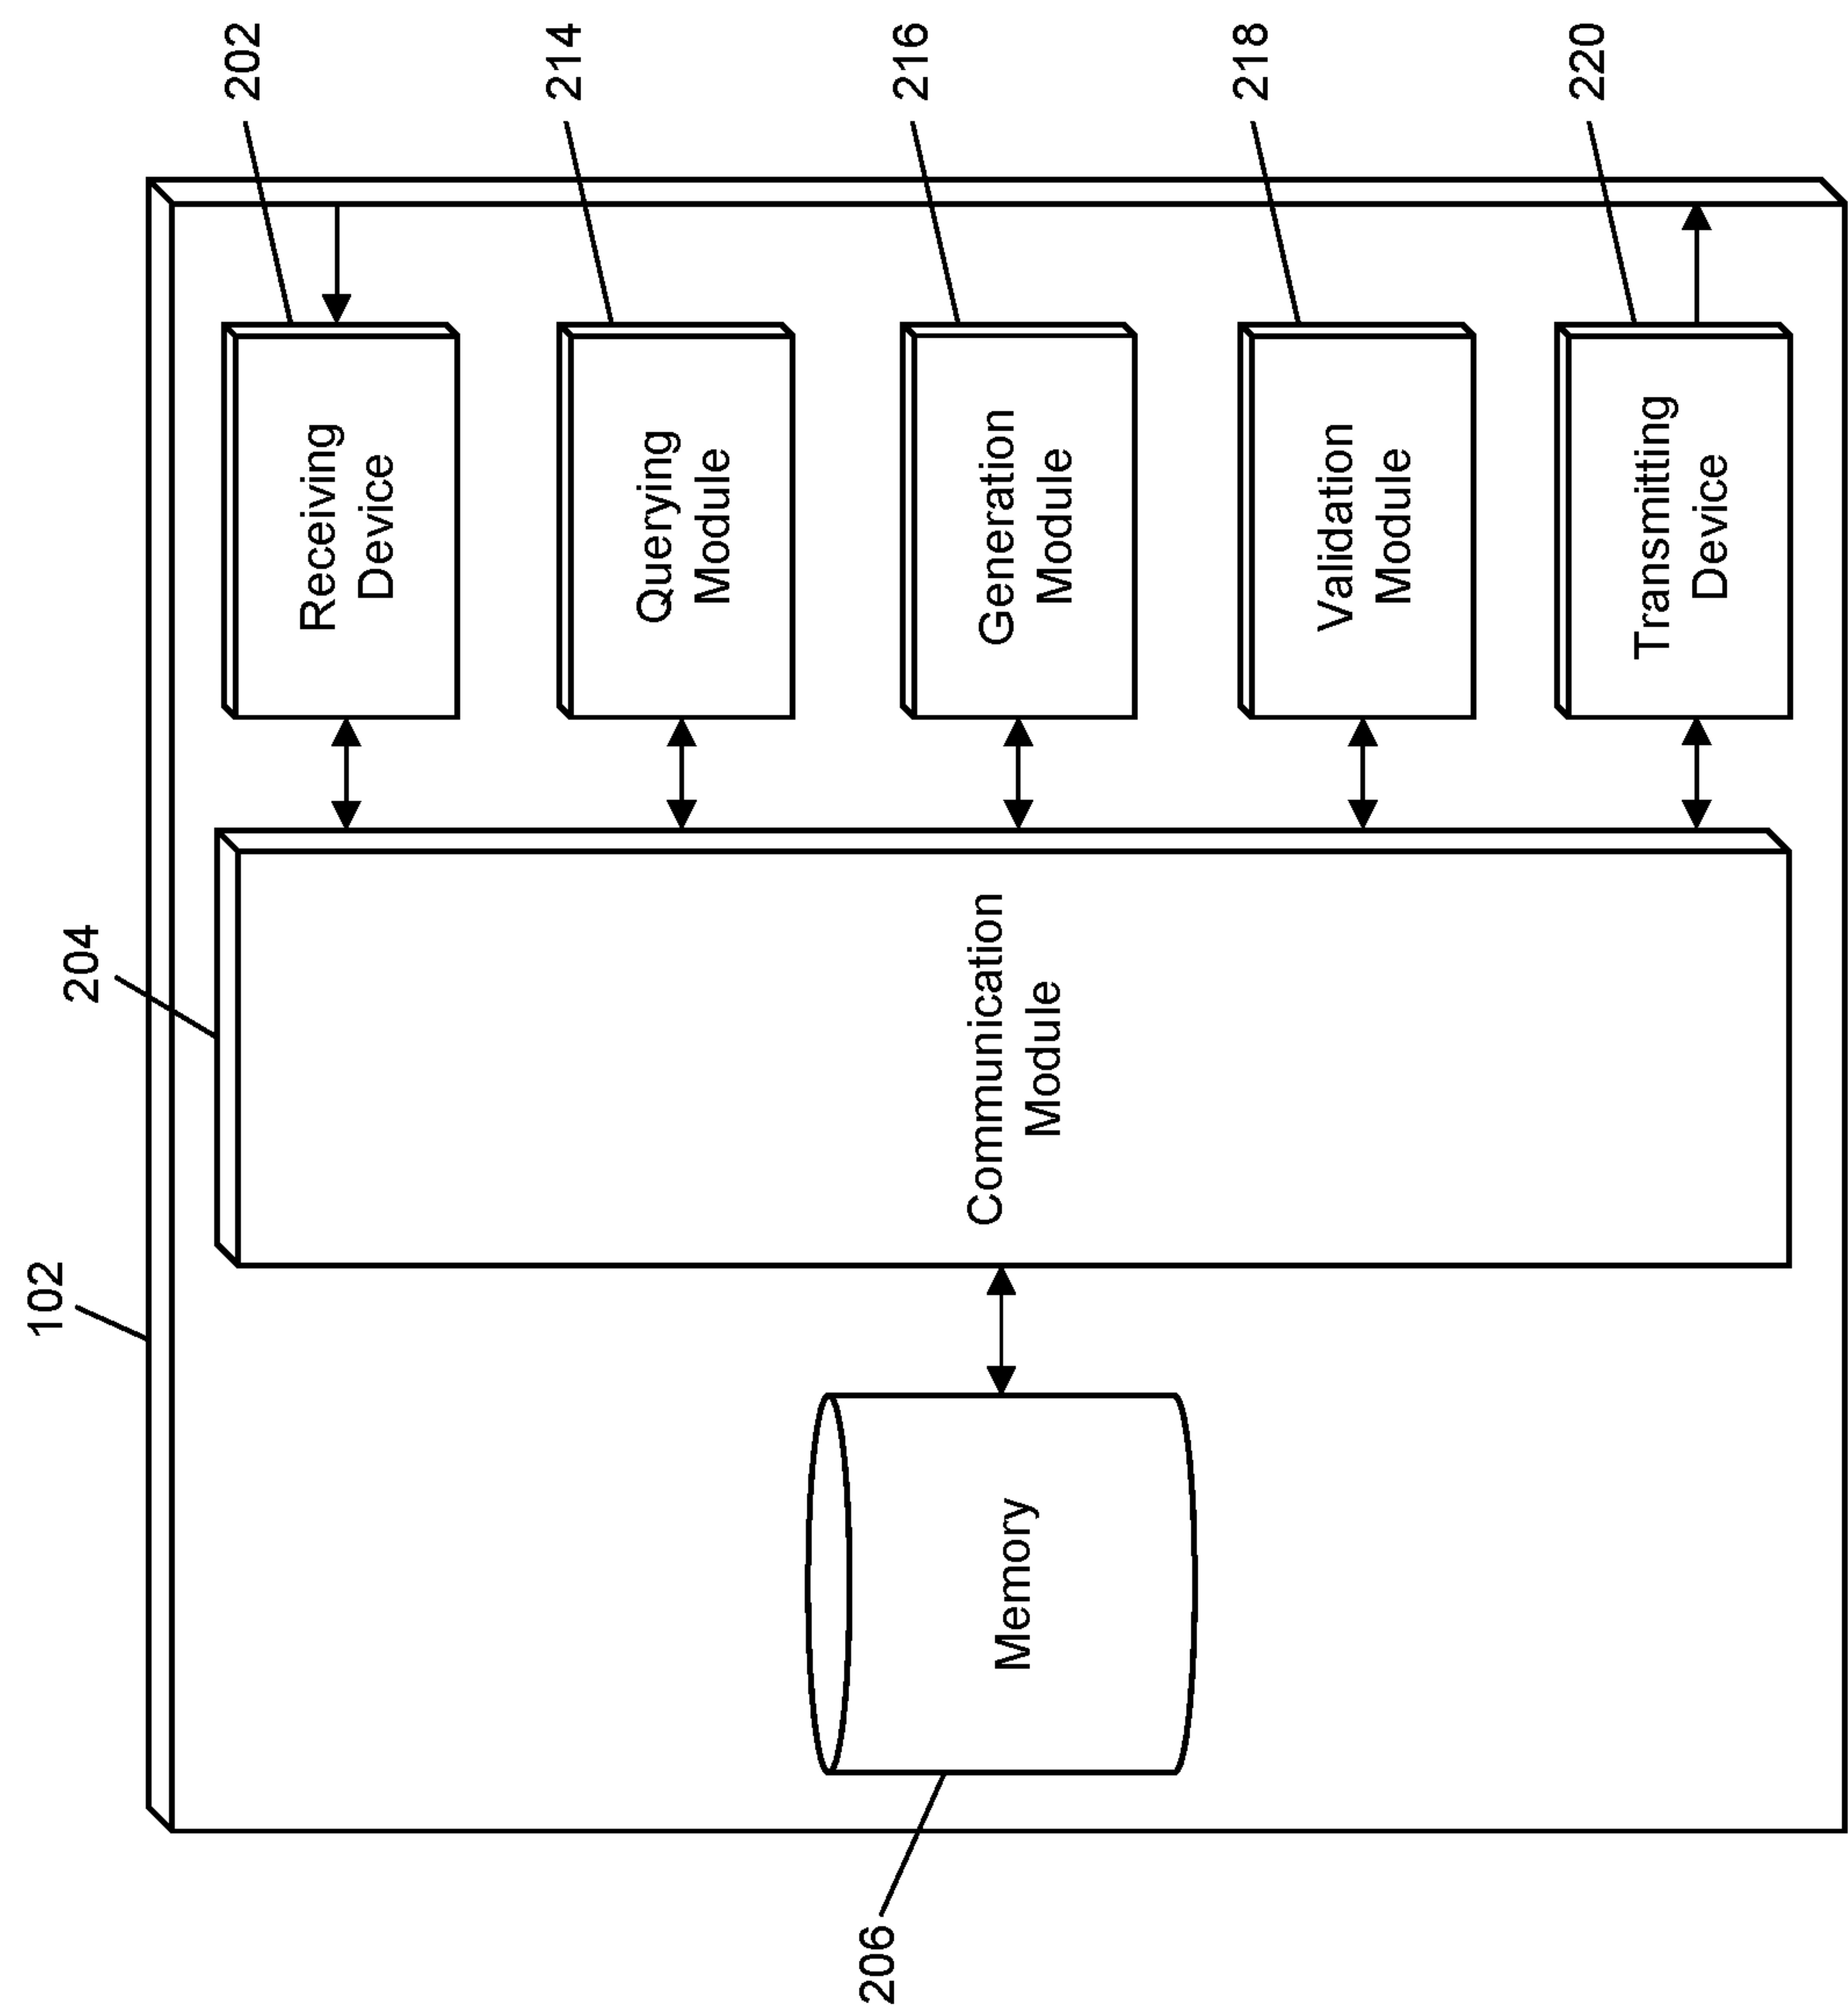 102
204
206
Memory
Communication
Module
Receiving
Device
202
Querying
Module
214
Generation
Module
216
Validation
Module
218
Transmitting
Device
220